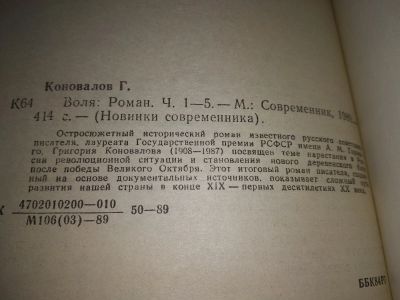 Коновалов Г.
К64 Воля: Роман. Ч. 1—5.— М.: Современник,
414 с.— (Новинки современника).
Остросюжетный исторический роман известного русского
писателя, лауреата Государственной премии РСФСР имени А. М.
го, Григория Коновалова (1908—1987) посвящен теме нарастания в
сии революционной ситуации и становления нового деревенского
после победы Великого Октября. Этот итоговый роман писателя,
ный на основе документальных источников, показывает сложный
развития нашей страны в конце XIX — первых десятилетиях XX века.
4702010200—010
50—89
М106(03)—89